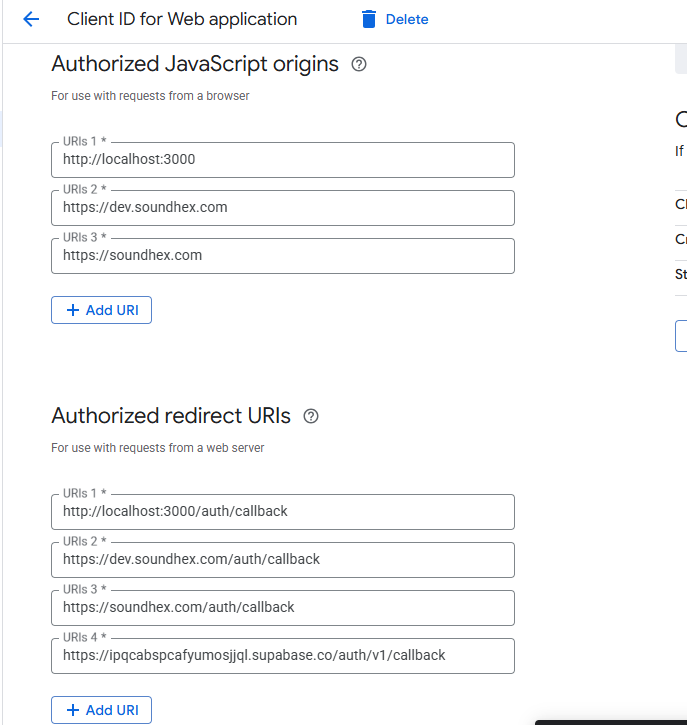 Client ID for Web application
Delete
Authorized JavaScript origins
For use with requests from a browser
URIs 1 *
http://localhost:3000
URIs 2 *
https://dev.soundhex.com
URIs 3 *
https://soundhex.com
Add URI
Authorized redirect URIs
For use with requests from a web server
URIs 1 *
http://localhost:3000/auth/callback
URIs 2 *
https://dev.soundhex.com/auth/callback
URIs 3 *
https://soundhex.com/auth/callback
URIs 4 *
https://ipqcabspcafyumosjjql.supabase.co/auth/v1/callback
Add URI
If